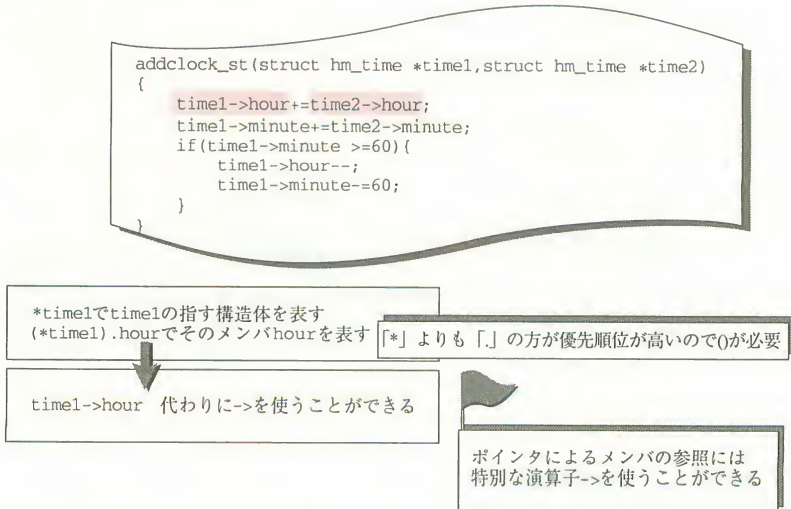 addclock_st(struct hm_time *time1,struct hm_time *time2)
{
    time1->hour+=time2->hour;
    time1->minute+=time2->minute;
    if(time1->minute >=60){
        time1->hour--;
        time1->minute-=60;
    }
}
*time1でtime1の指す構造体を表す
(*time1).hourでそのメンバhourを表す
「*」よりも「.」の方が優先順位が高いので()が必要
time1->hour 代わりに->を使うことができる
ポインタによるメンバの参照には
特別な演算子->を使うことができる